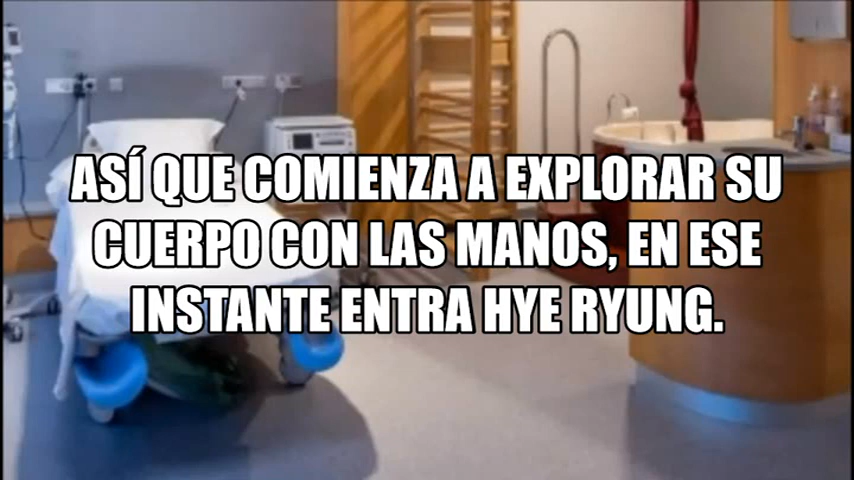 ASÍ QUE COMIENZA A EXPLORAR SU
CUERPO CON LAS MANOS, EN ESE
INSTANTE ENTRA HYE RYUNG.